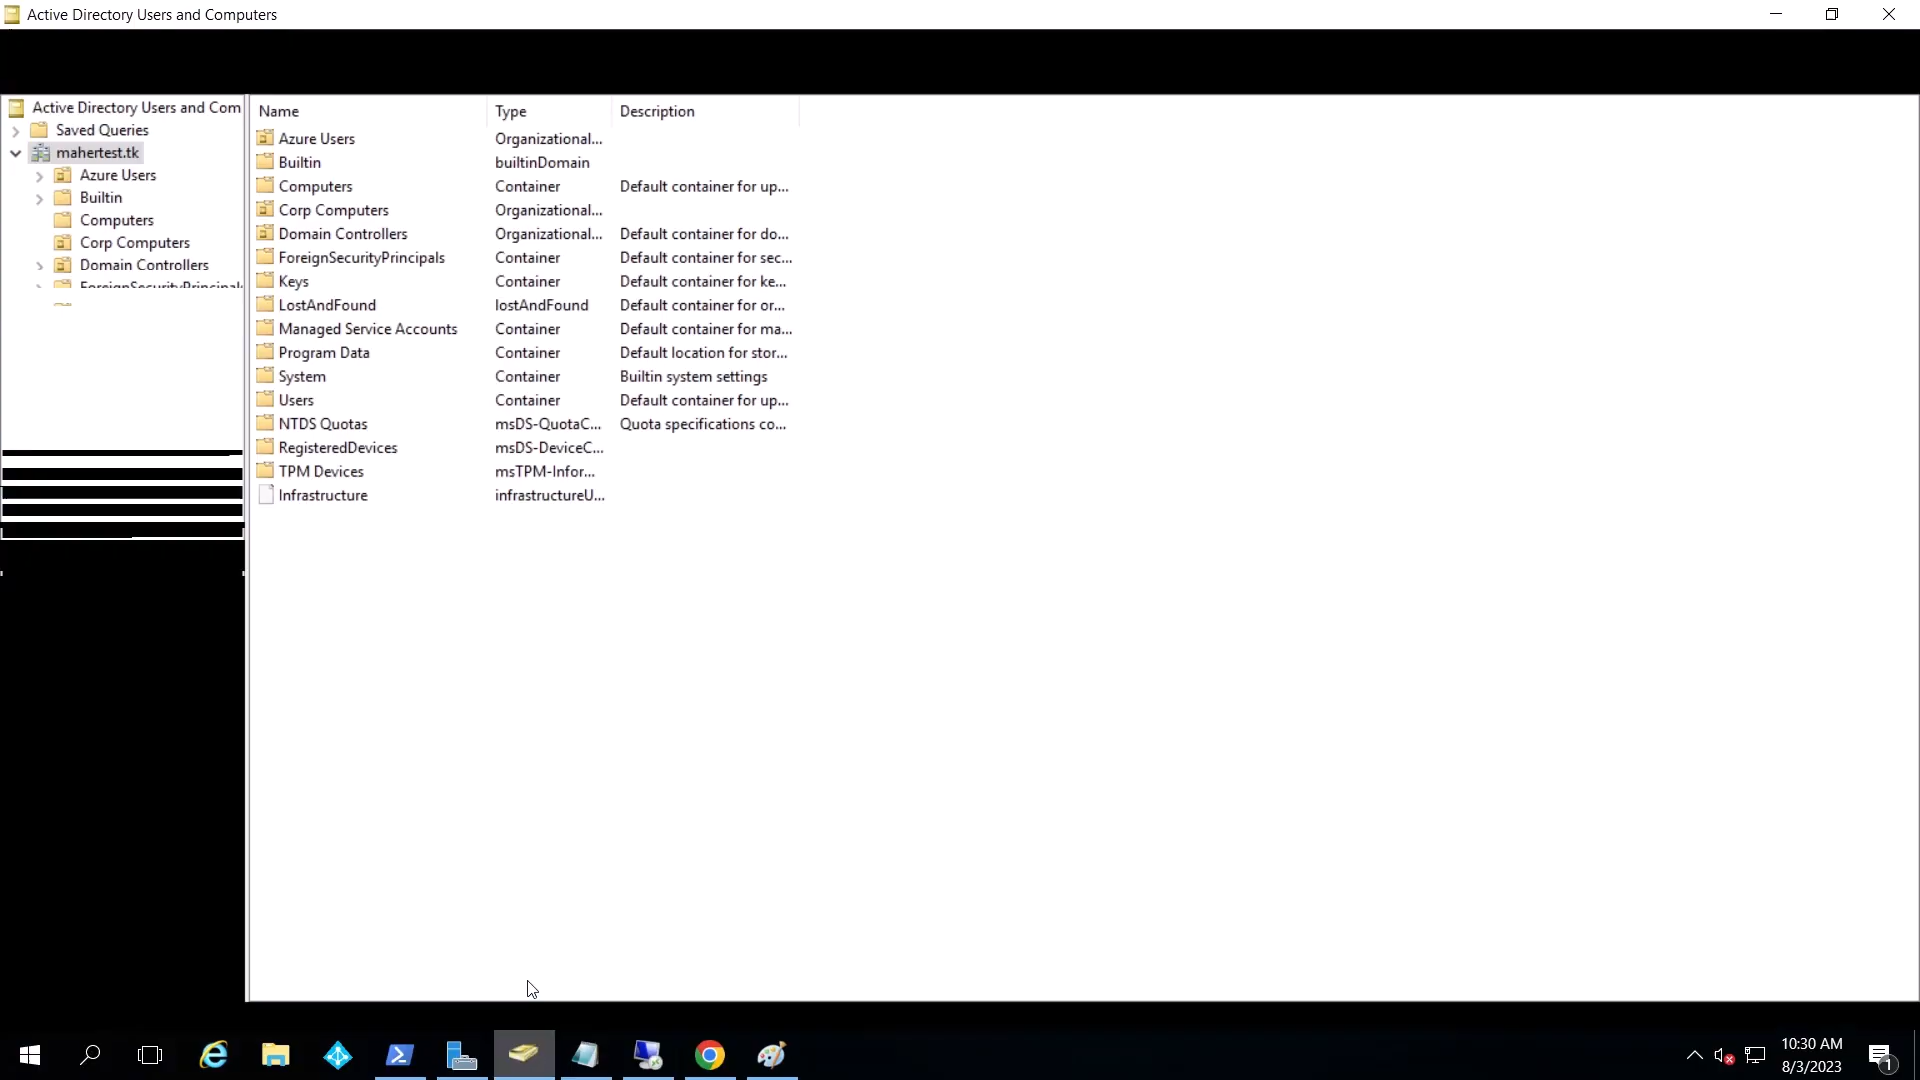 Active Directory Users and Computers
Active Directory Users and Com
Saved Queries
mahertest.tk
Azure Users
Builtin
Computers
Corp Computers
Domain Controllers
ForeignSecurityPrincipals
Name Type Description
Azure Users Organizational...
Builtin builtinDomain
Computers Container Default container for up...
Corp Computers Organizational...
Domain Controllers Organizational... Default container for do...
ForeignSecurityPrincipals Container Default container for sec...
Keys Container Default container for ke...
LostAndFound lostAndFound Default container for or...
Managed Service Accounts Container Default container for ma...
Program Data Container Default location for stor...
System Container Builtin system settings
Users Container Default container for up...
NTDS Quotas msDS-QuotaC... Quota specifications co...
RegisteredDevices msDS-DeviceC...
TPM Devices msTPM-Infor...
Infrastructure infrastructureU...
10:30 AM
8/3/2023
1